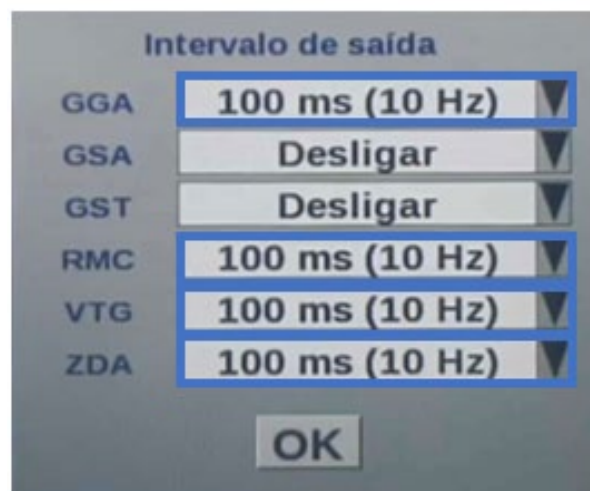 Intervalo de saída
GGA 100 ms (10 Hz)
GSA Desligar
GST Desligar
RMC 100 ms (10 Hz)
VTG 100 ms (10 Hz)
ZDA 100 ms (10 Hz)
OK